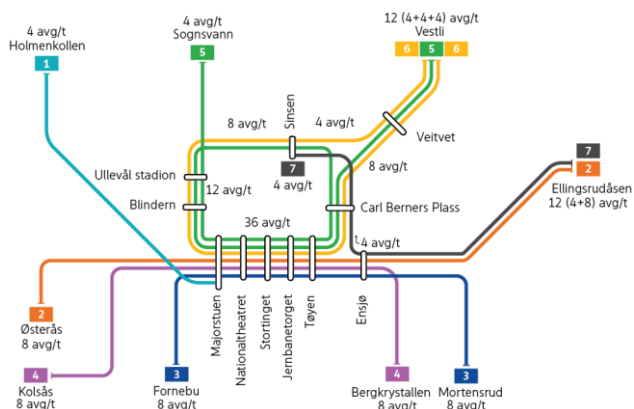 4 avg/t
Holmenkollen
1
4 avg/t
Sognsvann
5
12 (4+4+4) avg/t
Vestli
6 5 6
8 avg/t
Sinsen
4 avg/t
Veitvet
7
4 avg/t
8 avg/t
7
2
Ellingsrudåsen
12 (4+8) avg/t
Ullevål stadion
12 avg/t
Blindern
Carl Berners Plass
36 avg/t
4 avg/t
Majorstuen
Nationaltheatret
Stortinget
Jernbanetorget
Tøyen
Ensjø
2
Østerås
8 avg/t
4
Kolsås
8 avg/t
3
Fornebu
8 avg/t
4
Bergkrystallen
8 avg/t
3
Mortensrud
8 avg/t